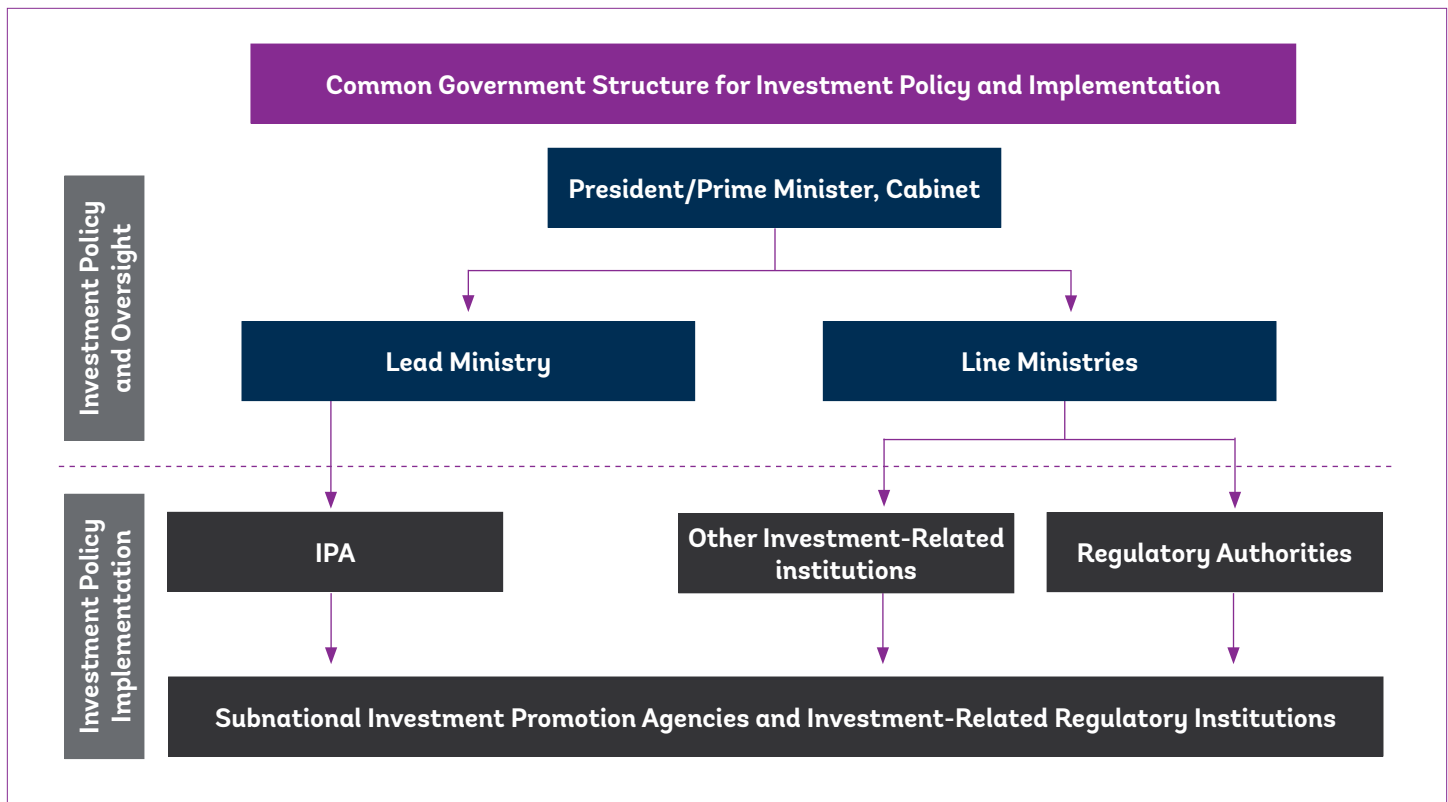 Common Government Structure for Investment Policy and Implementation
Investment Policy
and Oversight
President/Prime Minister, Cabinet
Lead Ministry
Line Ministries
Investment Policy
Implementation
IPA
Other Investment-Related
institutions
Regulatory Authorities
Subnational Investment Promotion Agencies and Investment-Related Regulatory Institutions